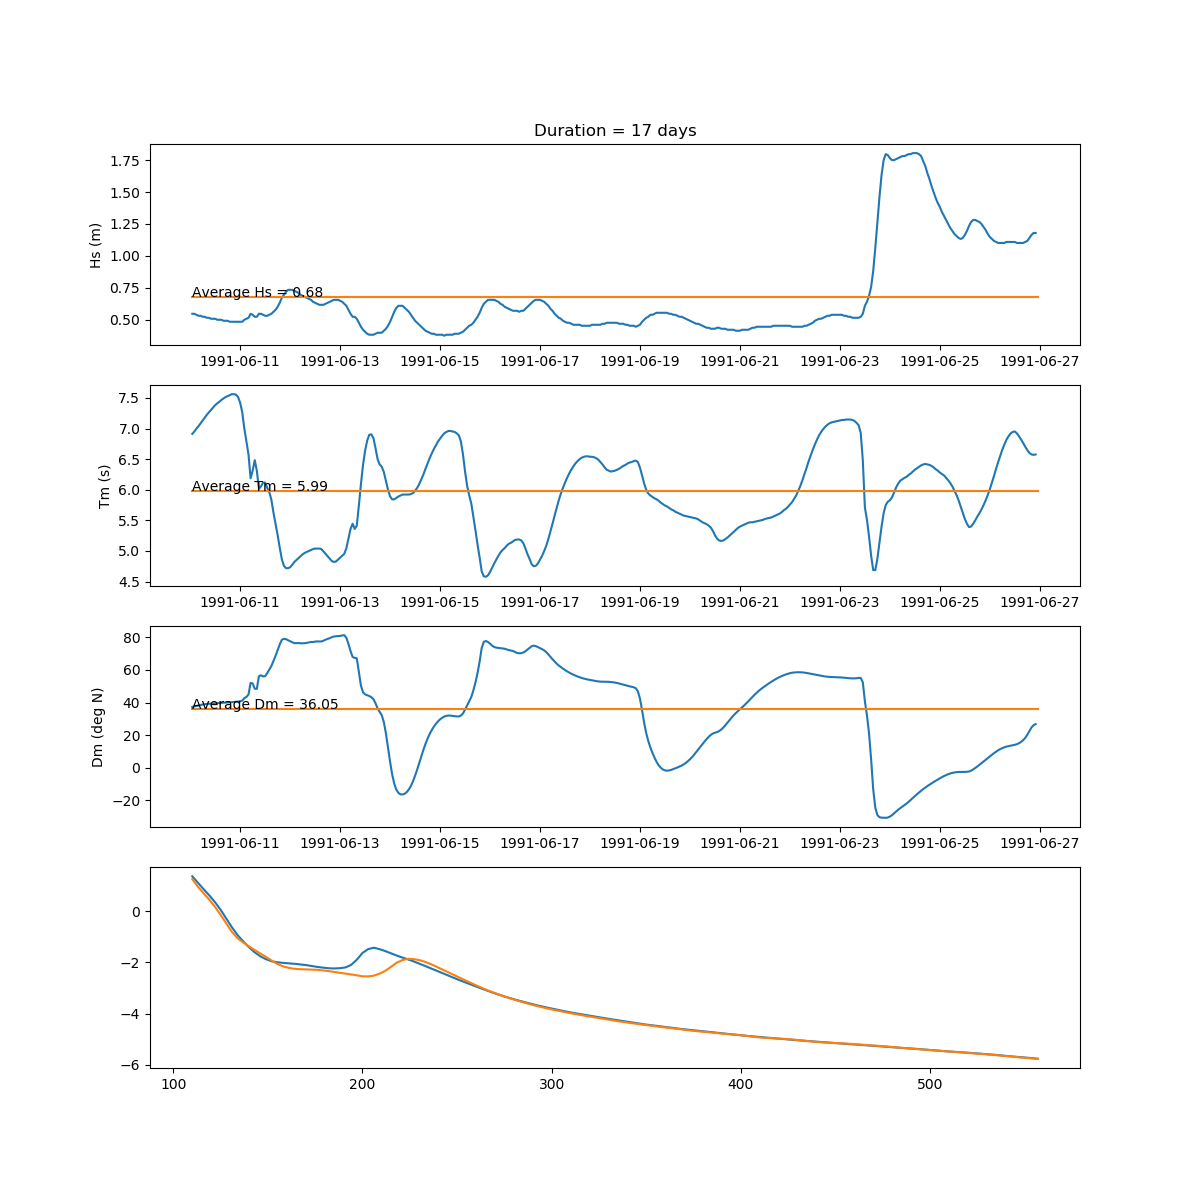 Duration = 17 days
1.75
1.50
1.25
1.00
0.75
0.50
Hs (m)
Average Hs = 0.68
1991-06-11 1991-06-13 1991-06-15 1991-06-17 1991-06-19 1991-06-21 1991-06-23 1991-06-25 1991-06-27
7.5
7.0
6.5
6.0
5.5
5.0
4.5
Tm (s)
Average Tm = 5.99
1991-06-11 1991-06-13 1991-06-15 1991-06-17 1991-06-19 1991-06-21 1991-06-23 1991-06-25 1991-06-27
80
60
40
20
0
−20
Dm (deg N)
Average Dm = 36.05
1991-06-11 1991-06-13 1991-06-15 1991-06-17 1991-06-19 1991-06-21 1991-06-23 1991-06-25 1991-06-27
0
−2
−4
−6
100 200 300 400 500